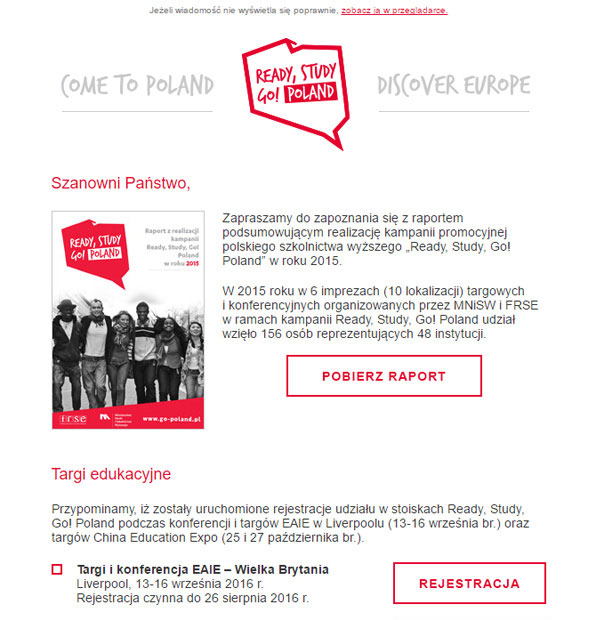 Jeżeli wiadomość nie wyświetla się poprawnie, zobacz ją w przeglądarce.
COME TO POLAND
READY, STUDY
GO! POLAND
DISCOVER EUROPE
Szanowni Państwo,
READY, STUDY
GO! POLAND
Raport z realizacji
kampanii
Ready, Study, Go!
Poland
w roku 2015
frse
www.go-poland.pl
Zapraszamy do zapoznania się z raportem
podsumowującym realizację kampanii promocyjnej
polskiego szkolnictwa wyższego „Ready, Study, Go!
Poland” w roku 2015.
W 2015 roku w 6 imprezach (10 lokalizacji) targowych
i konferencyjnych organizowanych przez MNiSW i FRSE
w ramach kampanii Ready, Study, Go! Poland udział
wzięło 156 osób reprezentujących 48 instytucji.
POBIERZ RAPORT
Targi edukacyjne
Przypominamy, iż zostały uruchomione rejestracje udziału w stoiskach Ready, Study,
Go! Poland podczas konferencji i targów EAIE w Liverpoolu (13-16 września br.) oraz
targów China Education Expo (25 i 27 października br.).
Targi i konferencja EAIE – Wielka Brytania
Liverpool, 13-16 września 2016 r.
Rejestracja czynna do 26 sierpnia 2016 r.
REJESTRACJA